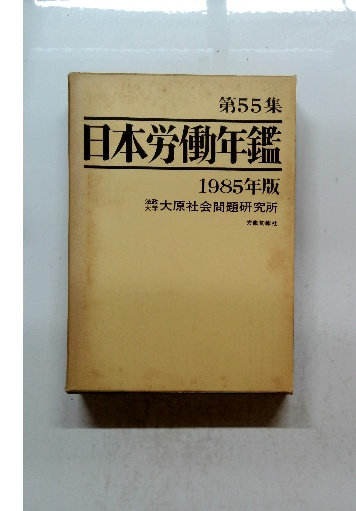 第55集
日本労働年鑑
1985年版
法政大学 大原社会問題研究所
労働旬報社